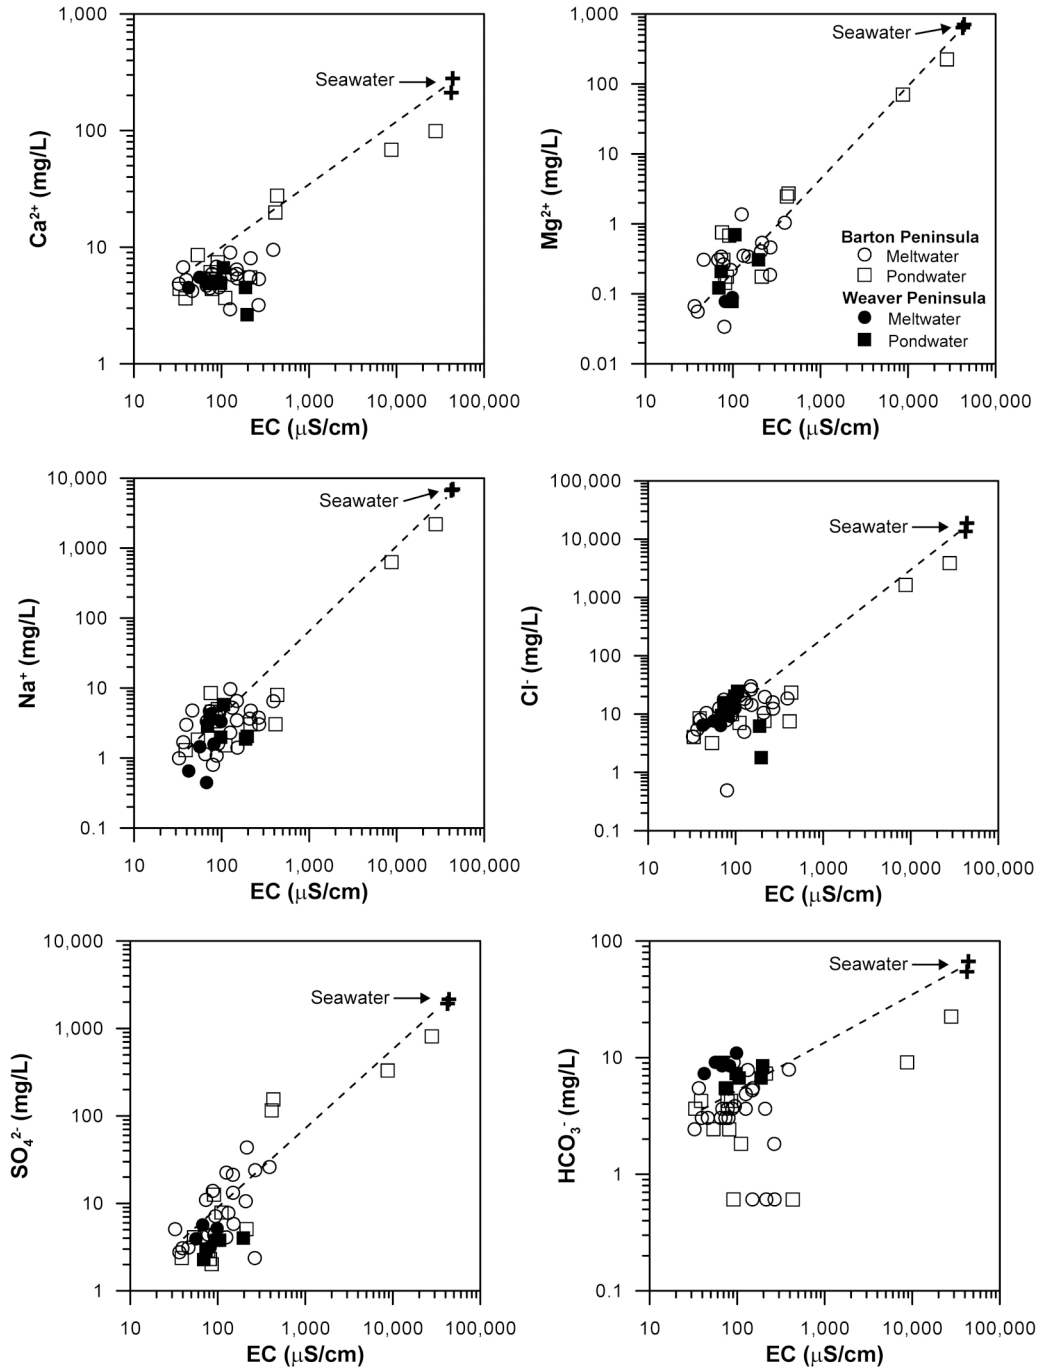 1,000
100
10
1
Ca²⁺ (mg/L)
Seawater
10 100 1,000 10,000 100,000
EC (μS/cm)
1,000
100
10
1
0.1
0.01
Mg²⁺ (mg/L)
Seawater
Barton Peninsula
Meltwater
Pondwater
Weaver Peninsula
Meltwater
Pondwater
10 100 1,000 10,000 100,000
EC (μS/cm)
10,000
1,000
100
10
1
0.1
Na⁺ (mg/L)
Seawater
10 100 1,000 10,000 100,000
EC (μS/cm)
100,000
10,000
1,000
100
10
1
0.1
Cl⁻ (mg/L)
Seawater
10 100 1,000 10,000 100,000
EC (μS/cm)
10,000
1,000
100
10
1
SO₄²⁻ (mg/L)
Seawater
10 100 1,000 10,000 100,000
EC (μS/cm)
100
10
1
0.1
HCO₃⁻ (mg/L)
Seawater
10 100 1,000 10,000 100,000
EC (μS/cm)